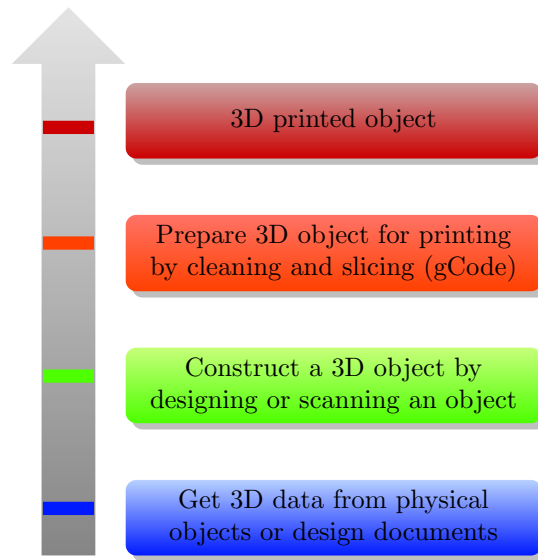 3D printed object
Prepare 3D object for printing
by cleaning and slicing (gCode)
Construct a 3D object by
designing or scanning an object
Get 3D data from physical
objects or design documents